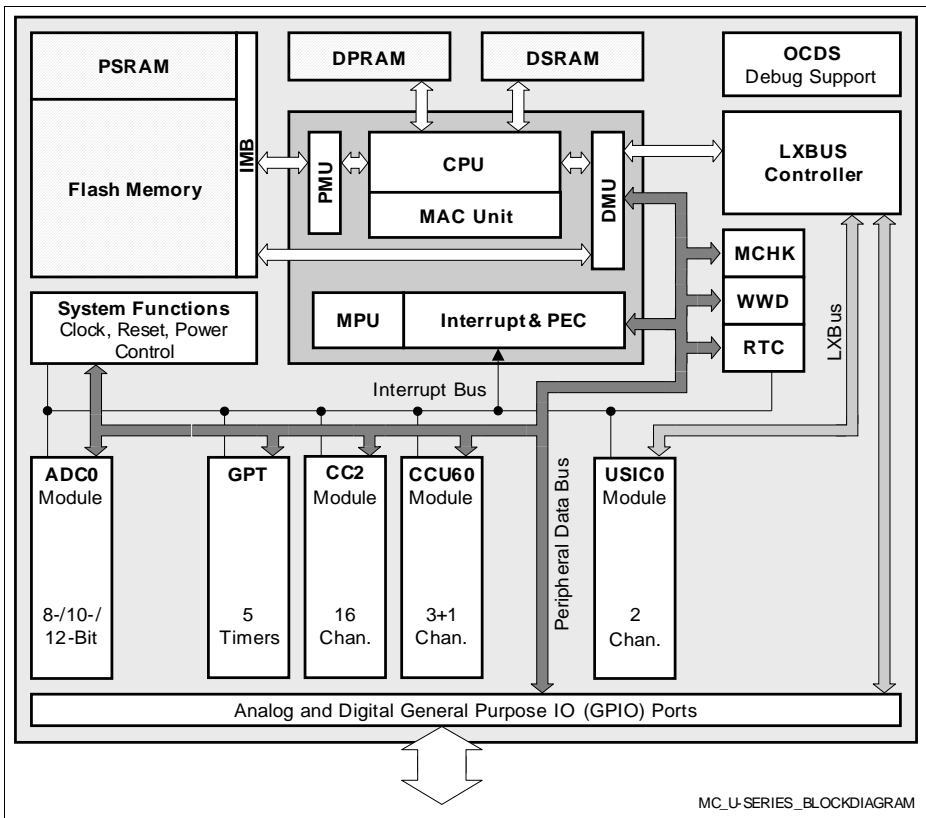 PSRAM
IMB
DPRAM
DSRAM
OCDS
Debug Support
Flash Memory
PMU
CPU
MAC Unit
DMU
LXBUS
Controller
MCHK
WWD
RTC
System Functions
Clock, Reset, Power
Control
MPU
Interrupt & PEC
LXBus
Interrupt Bus
ADC0
Module
8-/10-/
12-Bit
GPT
5
Timers
CC2
Module
16
Chan.
CCU60
Module
3+1
Chan.
Peripheral Data Bus
USIC0
Module
2
Chan.
Analog and Digital General Purpose IO (GPIO) Ports
MC_U-SERIES_BLOCKDIAGRAM